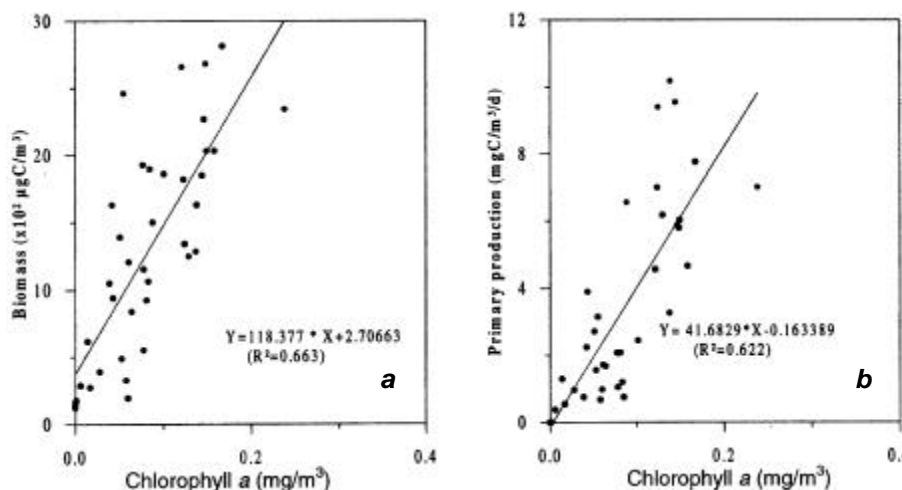 30
20
10
0
Biomass (x10² µgC/m³)
Y=118.377 * X+2.70663
(R²=0.663)
a
0.0 0.2 0.4
Chlorophyll a (mg/m³)
12
8
4
0
Primary production (mgC/m³/d)
Y= 41.6829*X-0.163389
(R²=0.622)
b
0.0 0.2 0.4
Chlorophyll a (mg/m³)